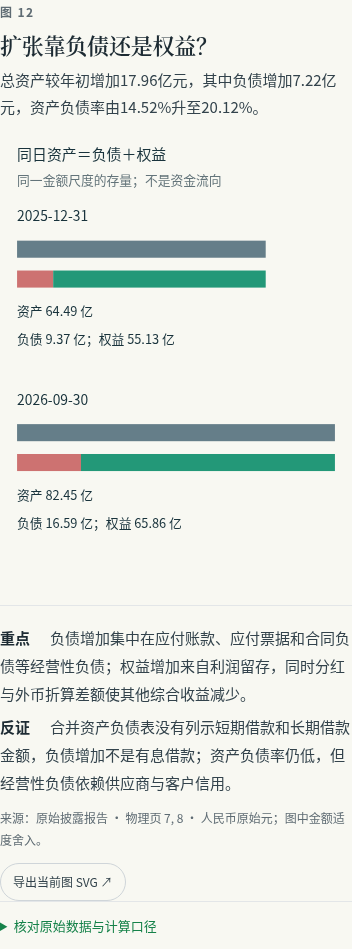 图 12
扩张靠负债还是权益？
总资产较年初增加17.96亿元，其中负债增加7.22亿
元，资产负债率由14.52%升至20.12%。
同日资产＝负债＋权益
同一金额尺度的存量；不是资金流向
2025-12-31
资产 64.49 亿
负债 9.37 亿；权益 55.13 亿
2026-09-30
资产 82.45 亿
负债 16.59 亿；权益 65.86 亿
重点 负债增加集中在应付账款、应付票据和合同负
债等经营性负债；权益增加来自利润留存，同时分红
与外币折算差额使其他综合收益减少。
反证 合并资产负债表没有列示短期借款和长期借款
金额，负债增加不是有息借款；资产负债率仍低，但
经营性负债依赖供应商与客户信用。
来源：原始披露报告 · 物理页 7, 8 · 人民币原始元；图中金额适
度舍入。
导出当前图 SVG ↗
▶ 核对原始数据与计算口径